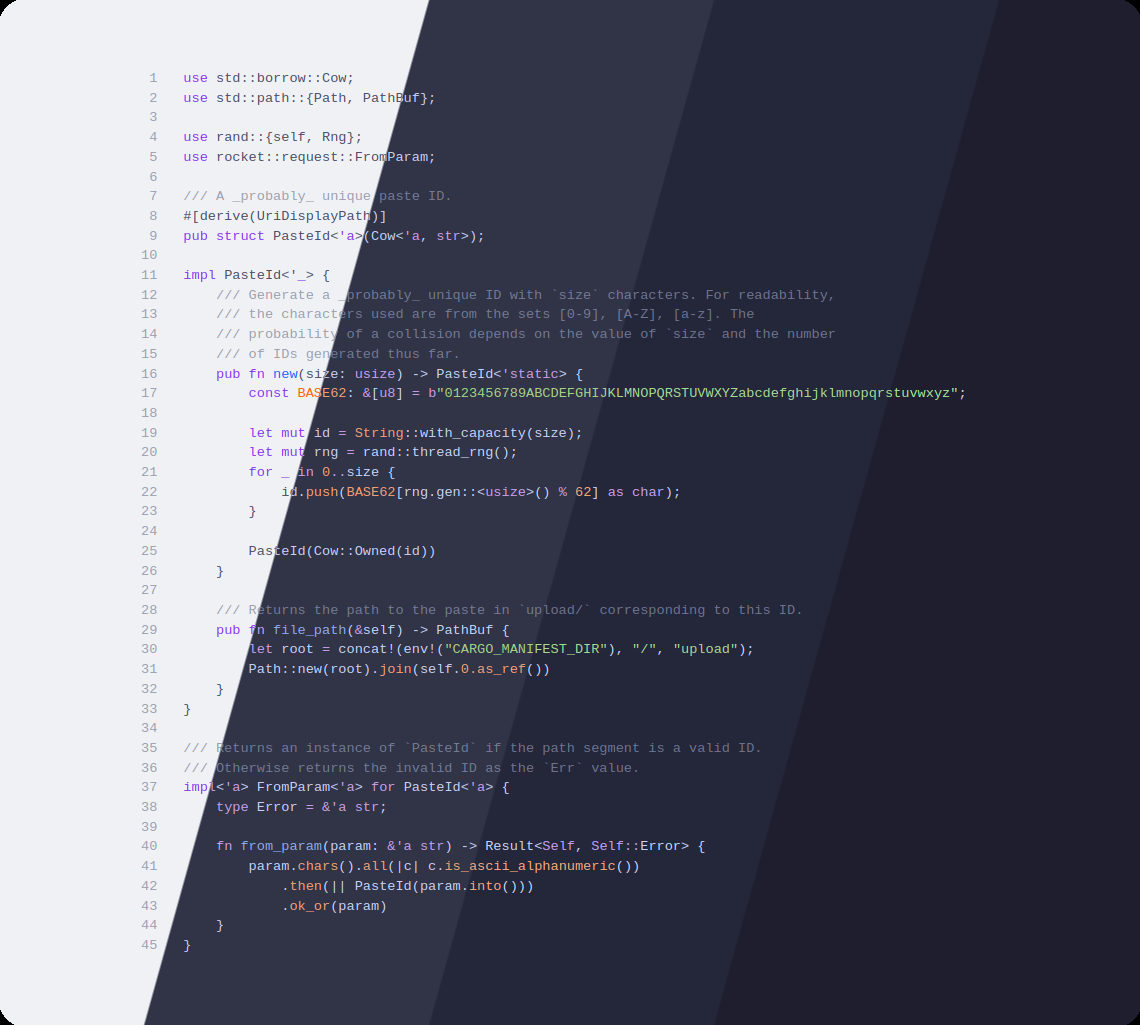 1 use std::borrow::Cow;
2 use std::path::{Path, PathBuf};
3
4 use rand::{self, Rng};
5 use rocket::request::FromParam;
6
7 /// A _probably_ unique paste ID.
8 #[derive(UriDisplayPath)]
9 pub struct PasteId<'a>(Cow<'a, str>);
10
11 impl PasteId<'_> {
12     /// Generate a _probably_ unique ID with `size` characters. For readability,
13     /// the characters used are from the sets [0-9], [A-Z], [a-z]. The
14     /// probability of a collision depends on the value of `size` and the number
15     /// of IDs generated thus far.
16     pub fn new(size: usize) -> PasteId<'static> {
17         const BASE62: &[u8] = b"0123456789ABCDEFGHIJKLMNOPQRSTUVWXYZabcdefghijklmnopqrstuvwxyz";
18
19         let mut id = String::with_capacity(size);
20         let mut rng = rand::thread_rng();
21         for _ in 0..size {
22             id.push(BASE62[rng.gen::<usize>() % 62] as char);
23         }
24
25         PasteId(Cow::Owned(id))
26     }
27
28     /// Returns the path to the paste in `upload/` corresponding to this ID.
29     pub fn file_path(&self) -> PathBuf {
30         let root = concat!(env!("CARGO_MANIFEST_DIR"), "/", "upload");
31         Path::new(root).join(self.0.as_ref())
32     }
33 }
34
35 /// Returns an instance of `PasteId` if the path segment is a valid ID.
36 /// Otherwise returns the invalid ID as the `Err` value.
37 impl<'a> FromParam<'a> for PasteId<'a> {
38     type Error = &'a str;
39
40     fn from_param(param: &'a str) -> Result<Self, Self::Error> {
41         param.chars().all(|c| c.is_ascii_alphanumeric())
42             .then(|| PasteId(param.into()))
43             .ok_or(param)
44     }
45 }